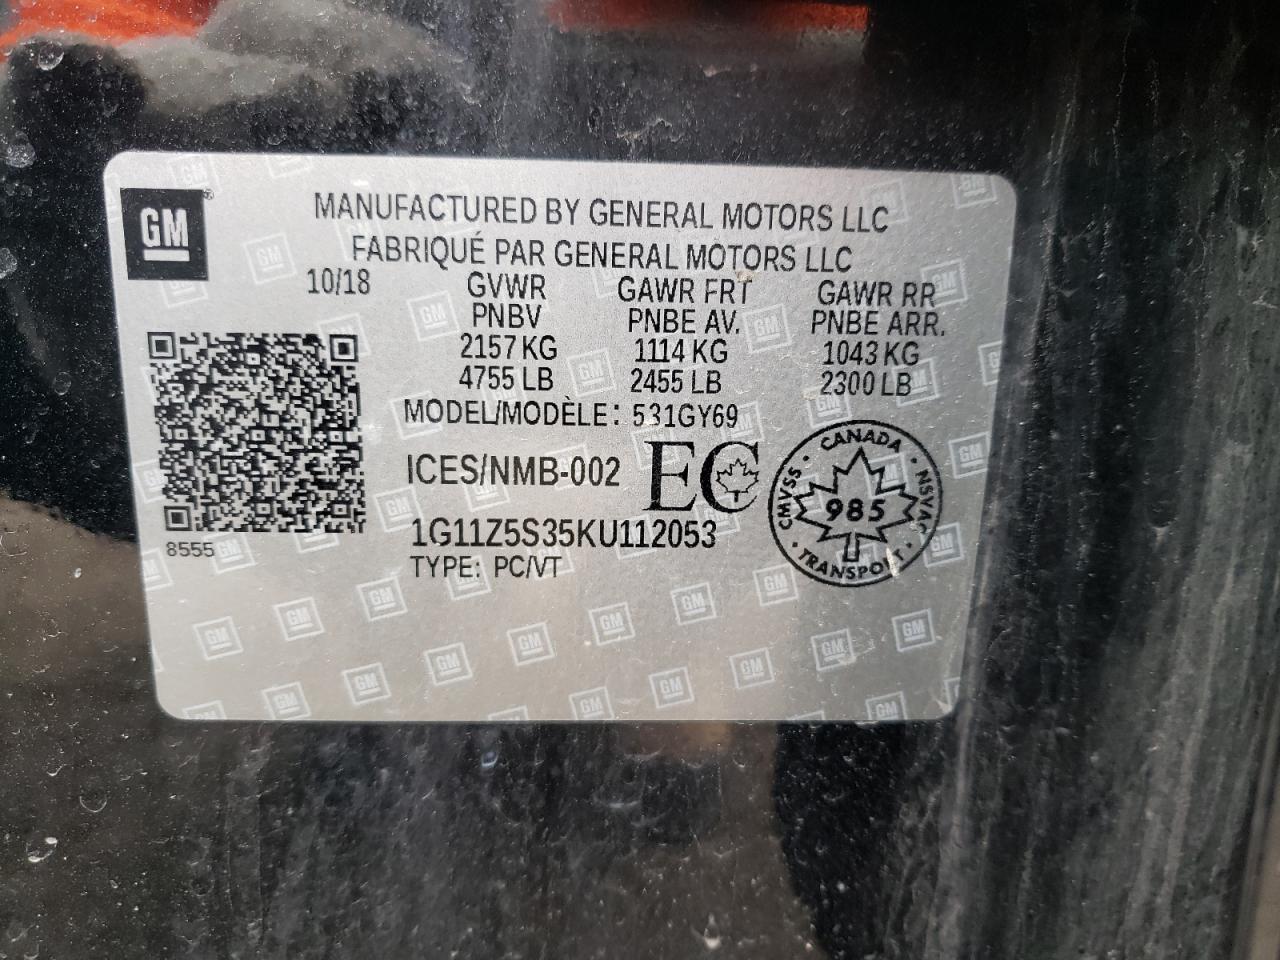 GM
MANUFACTURED BY GENERAL MOTORS LLC
FABRIQUÉ PAR GENERAL MOTORS LLC
10/18 GVWR GAWR FRT GAWR RR
PNBV PNBE AV. PNBE ARR.
2157 KG 1114 KG 1043 KG
4755 LB 2455 LB 2300 LB
MODEL/MODÈLE: 531GY69
ICES/NMB-002 EC
1G11Z5S35KU112053
TYPE: PC/VT
8555
CANADA
CMVSS NSVAC
985
TRANSPORT